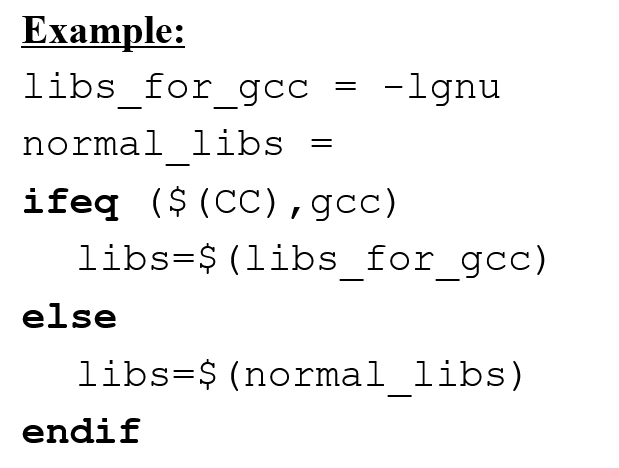 Example:
libs_for_gcc = -lgnu
normal_libs =
ifeq ($(CC),gcc)
libs=$(libs_for_gcc)
else
libs=$(normal_libs)
endif